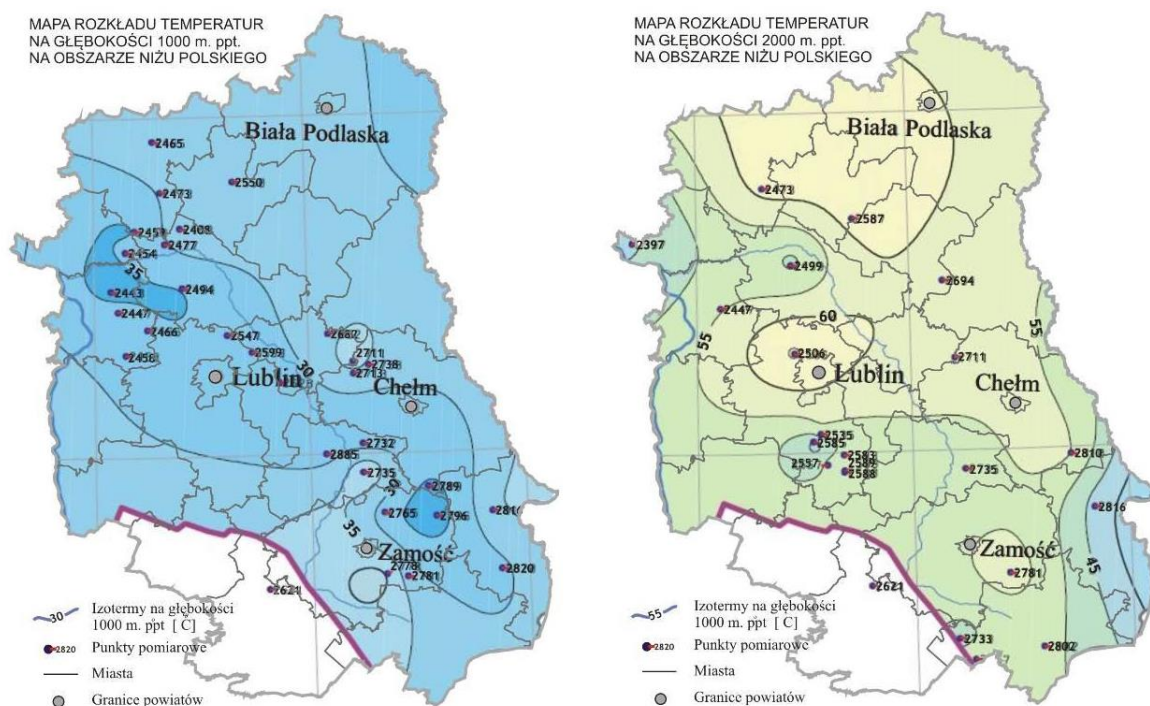 MAPA ROZKŁADU TEMPERATUR
NA GŁĘBOKOŚCI 1000 m. ppt.
NA OBSZARZE NIŻU POLSKIEGO
Biała Podlaska
2465
2550
2473
2477
2454
35
2443
2494
2447
2466
2547
2599
30
2711
2713
Lublin
Chełm
2732
2885
2735
30
2789
2765
2796
35
Zamość
2820
2778
2781
2621
30
Izotermy na głębokości
1000 m. ppt [ C]
2820
Punkty pomiarowe
Miasta
Granice powiatów
MAPA ROZKŁADU TEMPERATUR
NA GŁĘBOKOŚCI 2000 m. ppt.
NA OBSZARZE NIŻU POLSKIEGO
Biała Podlaska
2473
2587
2397
2499
2694
2447
60
55
55
2506
2711
Lublin
Chełm
2535
2585
2583
2557
2589
2588
2735
2810
2816
Zamość
45
2781
2621
2733
2802
55
Izotermy na głębokości
1000 m. ppt [ C]
2820
Punkty pomiarowe
Miasta
Granice powiatów